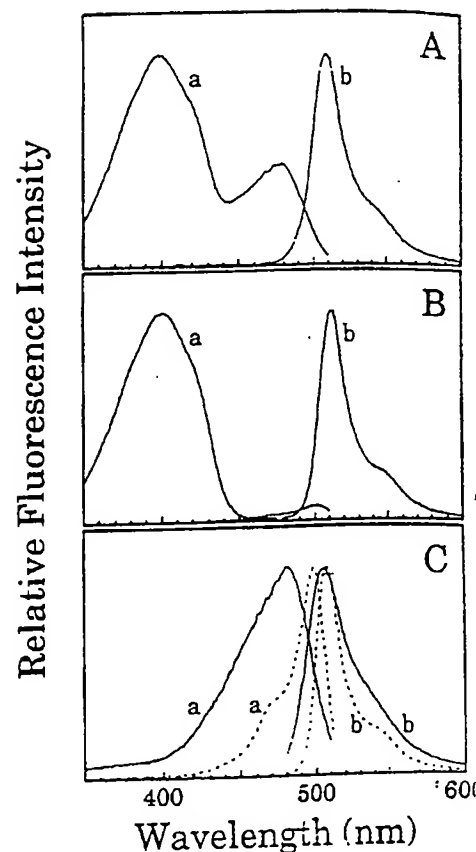 Relative Fluorescence Intensity
A
a
b
B
a
b
C
a
a
b
b
400
500
600
Wavelength (nm)